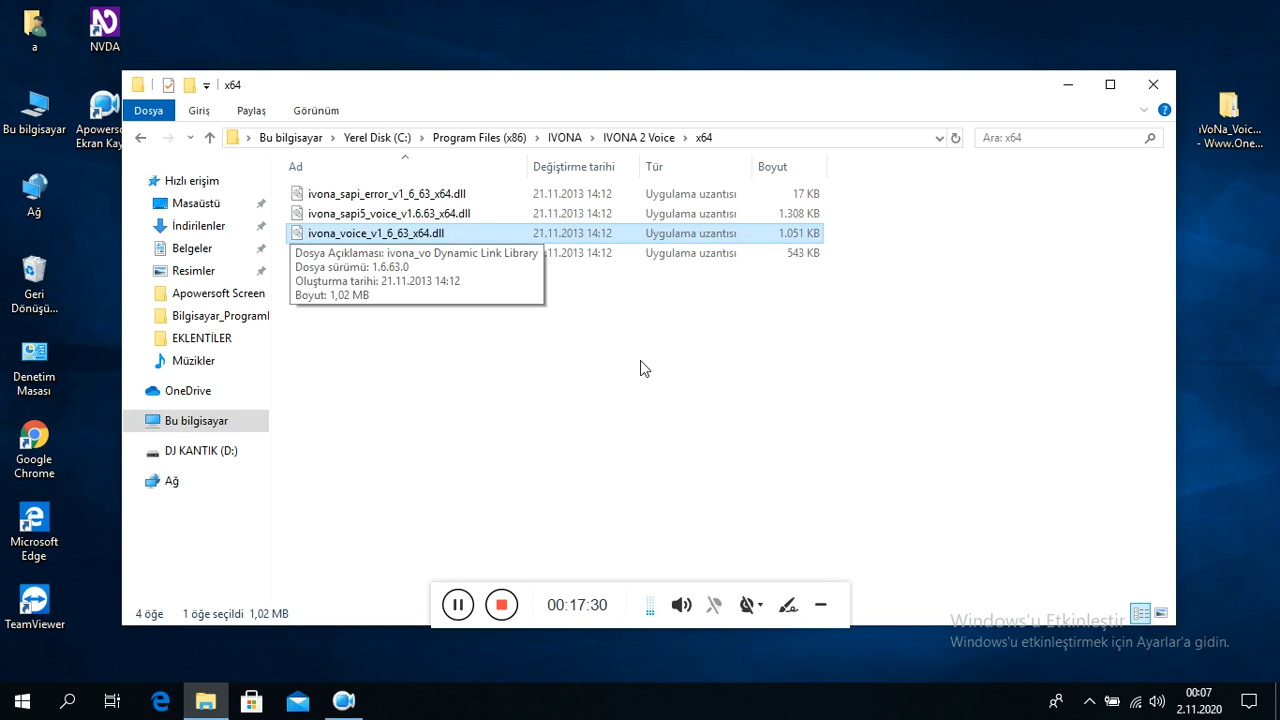 a
NVDA
Bu bilgisayar
Apowersoft
Ekran Kay
Ağ
Geri
Dönüşü...
Denetim
Masası
Google
Chrome
Microsoft
Edge
TeamViewer
iVoNa_Voic...
- Www.One...
x64
Dosya
Giriş
Paylaş
Görünüm
Bu bilgisayar > Yerel Disk (C:) > Program Files (x86) > IVONA > IVONA 2 Voice > x64
Ara: x64
Ad Değiştirme tarihi Tür Boyut
ivona_sapi_error_v1_6_63_x64.dll 21.11.2013 14:12 Uygulama uzantısı 17 KB
ivona_sapi5_voice_v1.6.63_x64.dll 21.11.2013 14:12 Uygulama uzantısı 1.308 KB
ivona_voice_v1_6_63_x64.dll 21.11.2013 14:12 Uygulama uzantısı 1.051 KB
.11.2013 14:12 Uygulama uzantısı 543 KB
Dosya Açıklaması: ivona_vo Dynamic Link Library
Dosya sürümü: 1.6.63.0
Oluşturma tarihi: 21.11.2013 14:12
Boyut: 1,02 MB
Hızlı erişim
Masaüstü
İndirilenler
Belgeler
Resimler
Apowersoft Screen
Bilgisayar_Programl
EKLENTİLER
Müzikler
OneDrive
Bu bilgisayar
DJ KANTIK (D:)
Ağ
4 öğe 1 öğe seçildi 1,02 MB
00:17:30
Windows'u Etkinleştir
Windows'u etkinleştirmek için Ayarlar'a gidin.
00:07
2.11.2020